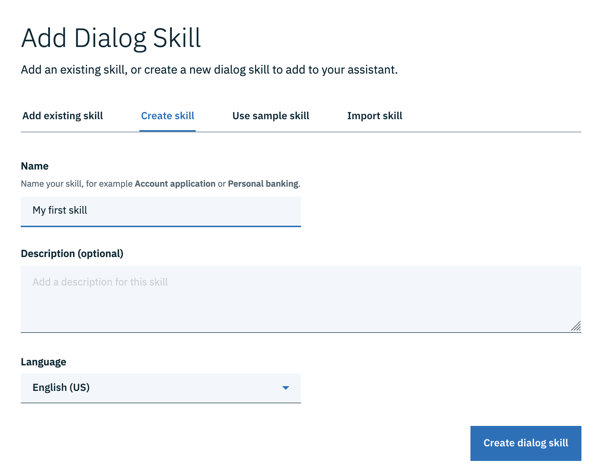 Add Dialog Skill
Add an existing skill, or create a new dialog skill to add to your assistant.
Add existing skill Create skill Use sample skill Import skill
Name
Name your skill, for example Account application or Personal banking.
My first skill
Description (optional)
Add a description for this skill
Language
English (US)
Create dialog skill